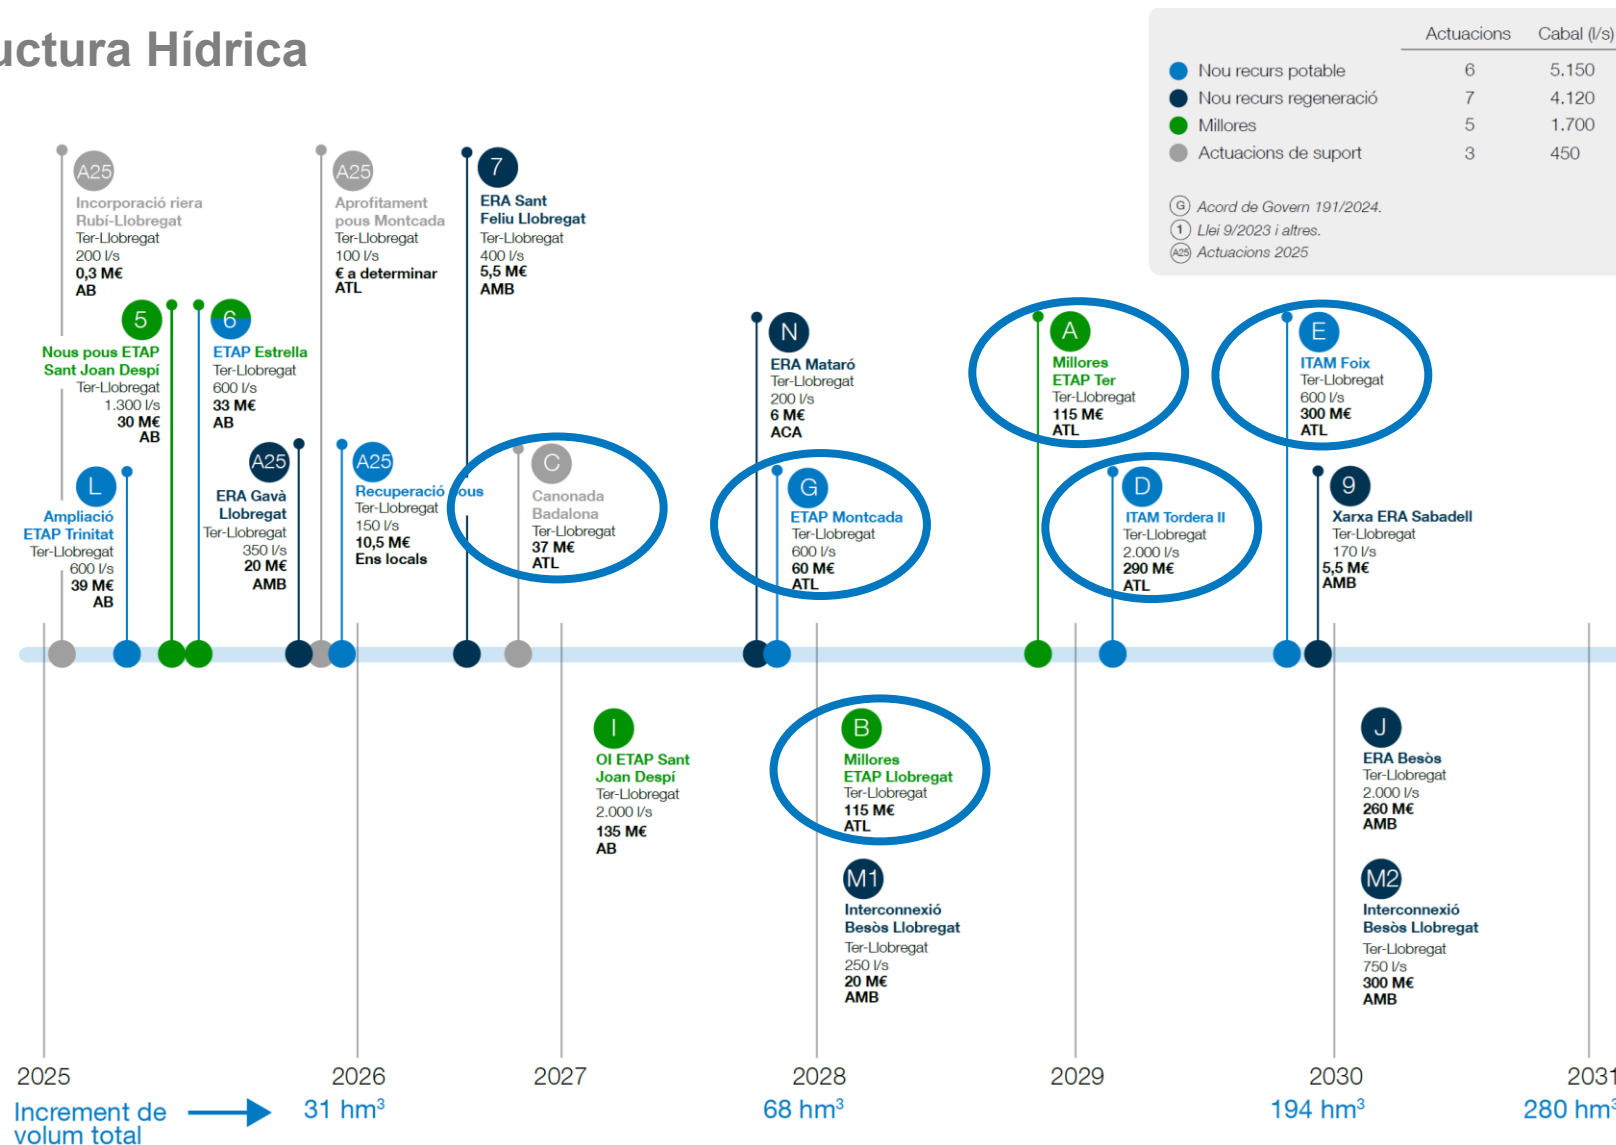 uctura Hídrica
Actuacions Cabal (l/s)
Nou recurs potable 6 5.150
Nou recurs regeneració 7 4.120
Millores 5 1.700
Actuacions de suport 3 450
G Acord de Govern 191/2024.
1 Llei 9/2023 i altres.
A25 Actuacions 2025
A25
Incorporació riera
Rubí-Llobregat
Ter-Llobregat
200 l/s
0,3 M€
AB
A25
Aprofitament
pous Montcada
Ter-Llobregat
100 l/s
€ a determinar
ATL
7
ERA Sant
Feliu Llobregat
Ter-Llobregat
400 l/s
5,5 M€
AMB
5
Nous pous ETAP
Sant Joan Despí
Ter-Llobregat
1.300 l/s
30 M€
AB
6
ETAP Estrella
Ter-Llobregat
600 l/s
33 M€
AB
N
ERA Mataró
Ter-Llobregat
200 l/s
6 M€
ACA
A
Millores
ETAP Ter
Ter-Llobregat
115 M€
ATL
E
ITAM Foix
Ter-Llobregat
600 l/s
300 M€
ATL
L
Ampliació
ETAP Trinitat
Ter-Llobregat
600 l/s
39 M€
AB
A25
ERA Gavà
Llobregat
Ter-Llobregat
350 l/s
20 M€
AMB
A25
Recuperació pous
Ter-Llobregat
150 l/s
10,5 M€
Ens locals
C
Canonada
Badalona
Ter-Llobregat
37 M€
ATL
G
ETAP Montcada
Ter-Llobregat
600 l/s
60 M€
ATL
D
ITAM Tordera II
Ter-Llobregat
2.000 l/s
290 M€
ATL
9
Xarxa ERA Sabadell
Ter-Llobregat
170 l/s
5,5 M€
AMB
I
OI ETAP Sant
Joan Despí
Ter-Llobregat
2.000 l/s
135 M€
AB
B
Millores
ETAP Llobregat
Ter-Llobregat
115 M€
ATL
J
ERA Besòs
Ter-Llobregat
2.000 l/s
260 M€
AMB
M1
Interconnexió
Besòs Llobregat
Ter-Llobregat
250 l/s
20 M€
AMB
M2
Interconnexió
Besòs Llobregat
Ter-Llobregat
750 l/s
300 M€
AMB
2025 2026 2027 2028 2029 2030 2031
Increment de
volum total
31 hm³ 68 hm³ 194 hm³ 280 hm³